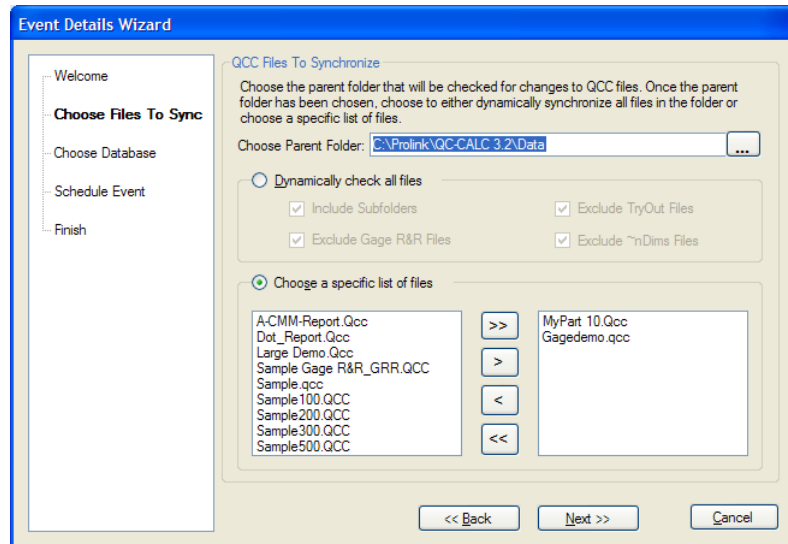 Event Details Wizard
Welcome
Choose Files To Sync
Choose Database
Schedule Event
Finish
QCC Files To Synchronize
Choose the parent folder that will be checked for changes to QCC files. Once the parent
folder has been chosen, choose to either dynamically synchronize all files in the folder or
choose a specific list of files.
Choose Parent Folder: C:\Prolink\QC-CALC 3.2\Data ...
Dynamically check all files
Include Subfolders Exclude TryOut Files
Exclude Gage R&R Files Exclude ~nDims Files
Choose a specific list of files
A-CMM-Report.Qcc
Dot_Report.Qcc
Large Demo.Qcc
Sample Gage R&R_GRR.QCC
Sample.qcc
Sample100.QCC
Sample200.QCC
Sample300.QCC
Sample500.QCC
>>
>
<
<<
MyPart 10.Qcc
Gagedemo.qcc
<< Back Next >> Cancel